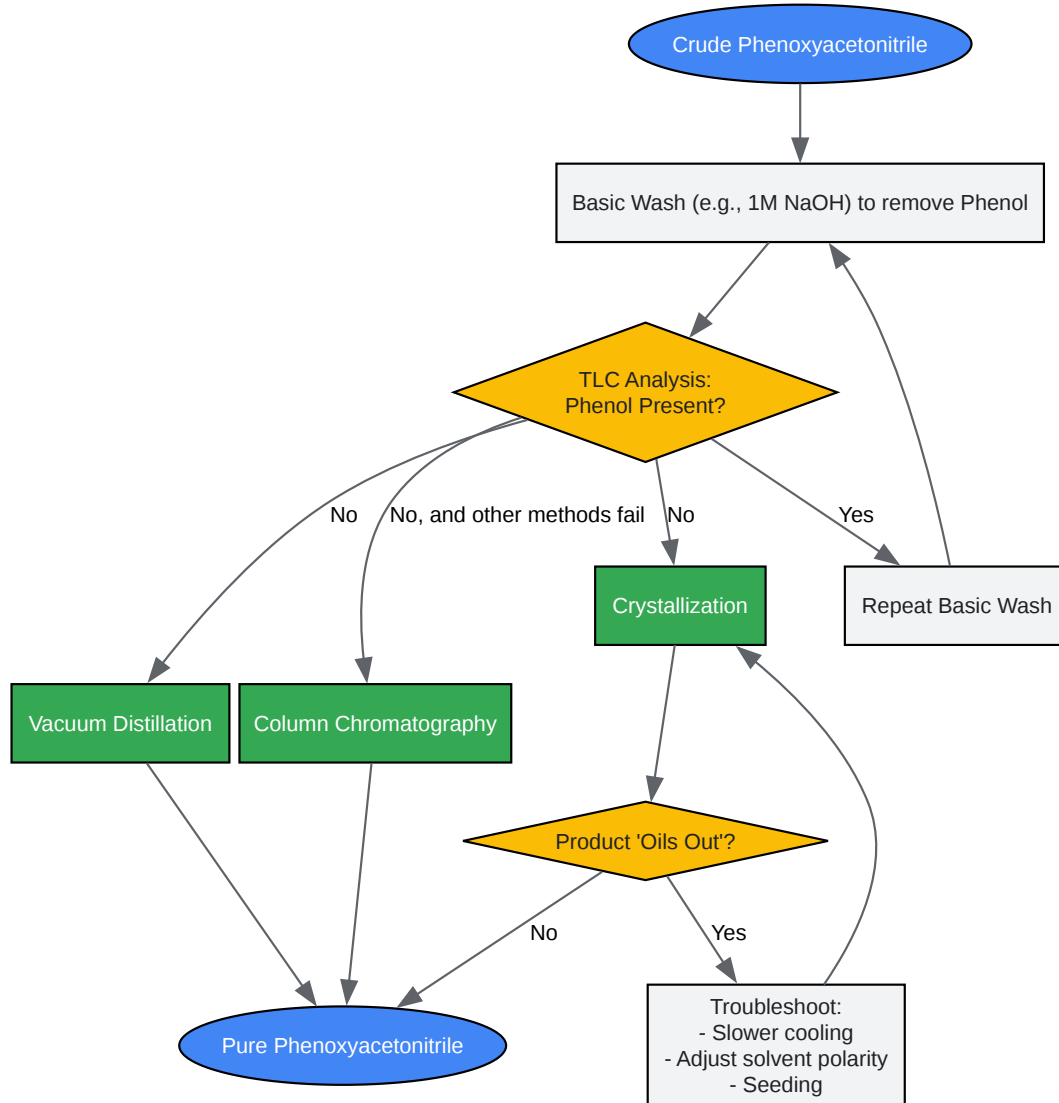 Crude Phenoxyacetonitrile
Basic Wash (e.g., 1M NaOH) to remove Phenol
TLC Analysis:
Phenol Present?
No
No, and other methods fail
No
Yes
Crystallization
Repeat Basic Wash
Vacuum Distillation
Column Chromatography
Product 'Oils Out'?
No
Yes
Pure Phenoxyacetonitrile
Troubleshoot:
- Slower cooling
- Adjust solvent polarity
- Seeding